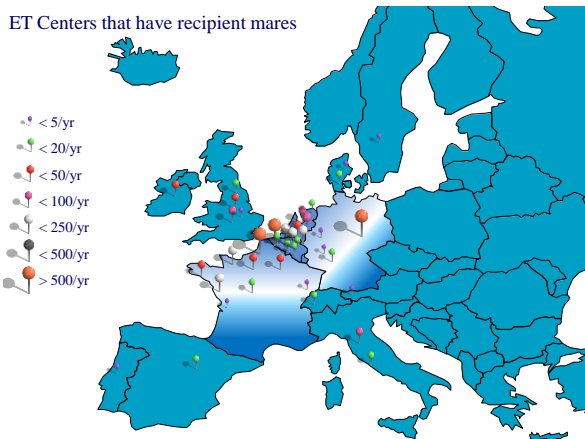 ET Centers that have recipient mares
< 5/yr
< 20/yr
< 50/yr
< 100/yr
< 250/yr
< 500/yr
> 500/yr